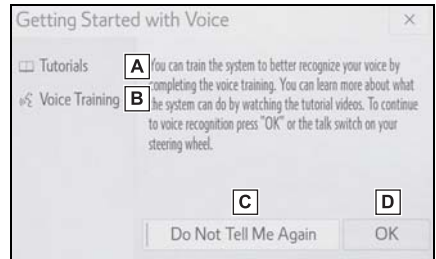 Getting Started with Voice ×
Tutorials A You can train the system to better recognize your voice by
Voice Training B completing the voice training. You can learn more about what
the system can do by watching the tutorial videos. To continue
to voice recognition press "OK" or the talk switch on your
steering wheel.
C D
Do Not Tell Me Again OK